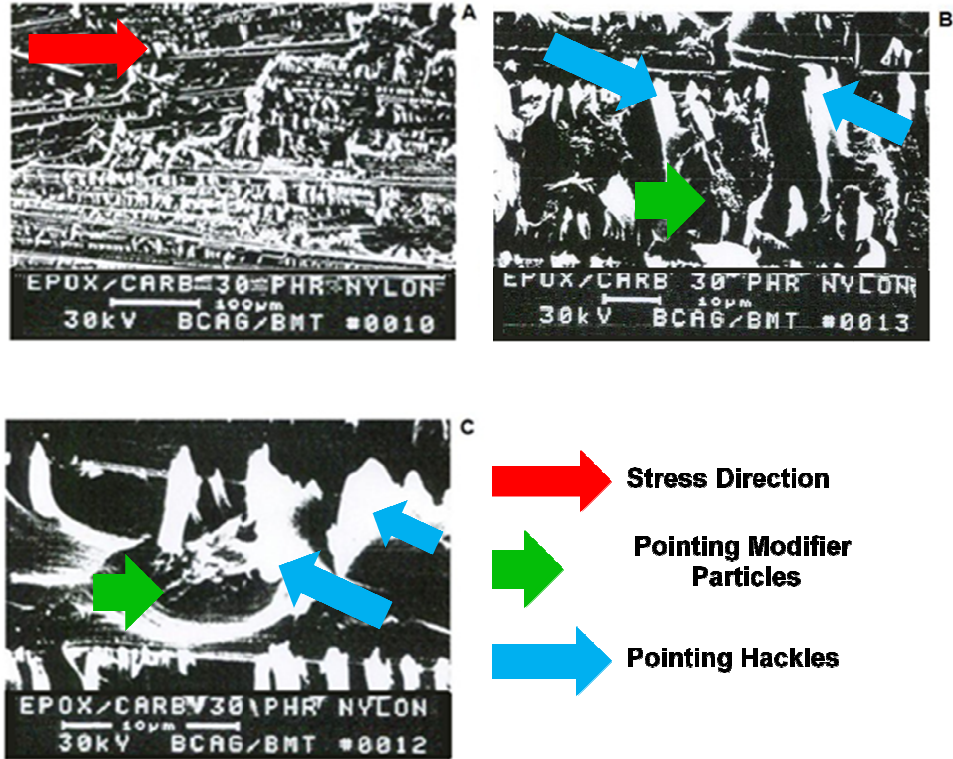 A
EPOX/CARB 30 PHR NYLON
100µm
30kV BCAG/BMT #0010
B
EPOX/CARB 30 PHR NYLON
10µm
30kV BCAG/BMT #0013
C
EPOX/CARB 30 PHR NYLON
10µm
30kV BCAG/BMT #0012
Stress Direction
Pointing Modifier
Particles
Pointing Hackles